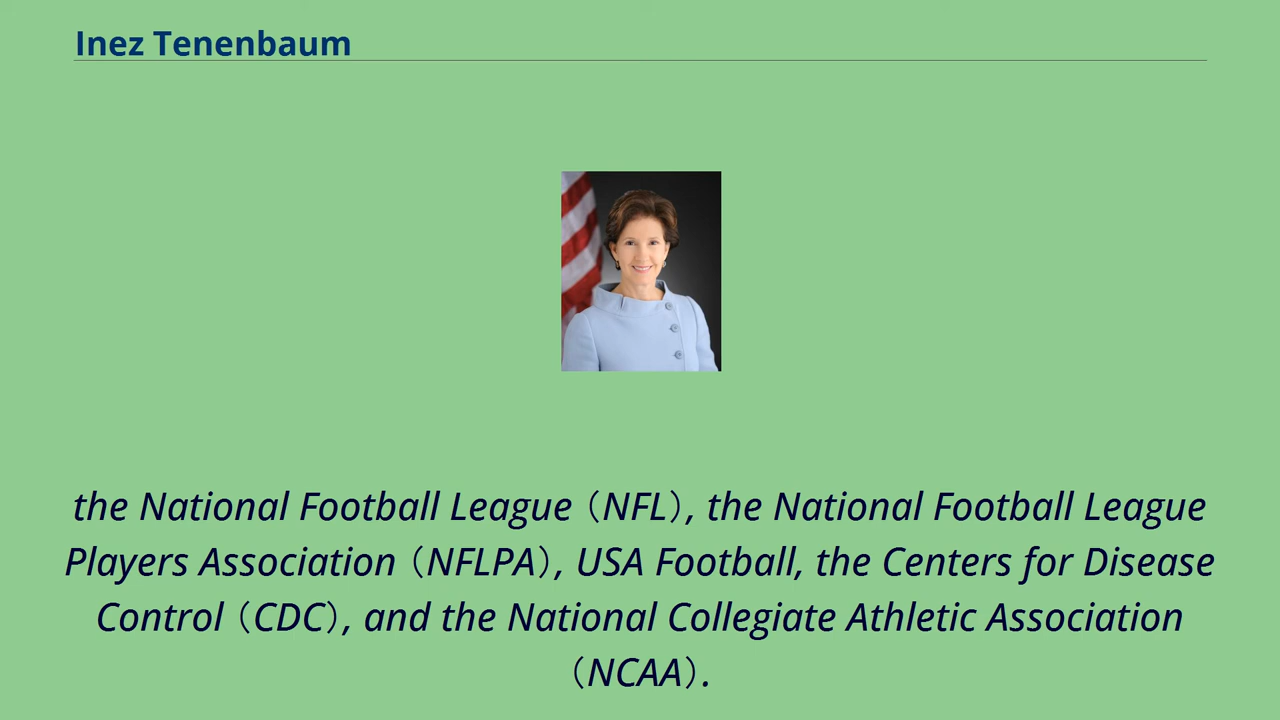 Inez Tenenbaum
the National Football League（NFL）, the National Football League
Players Association（NFLPA）, USA Football, the Centers for Disease
Control（CDC）, and the National Collegiate Athletic Association
（NCAA）.